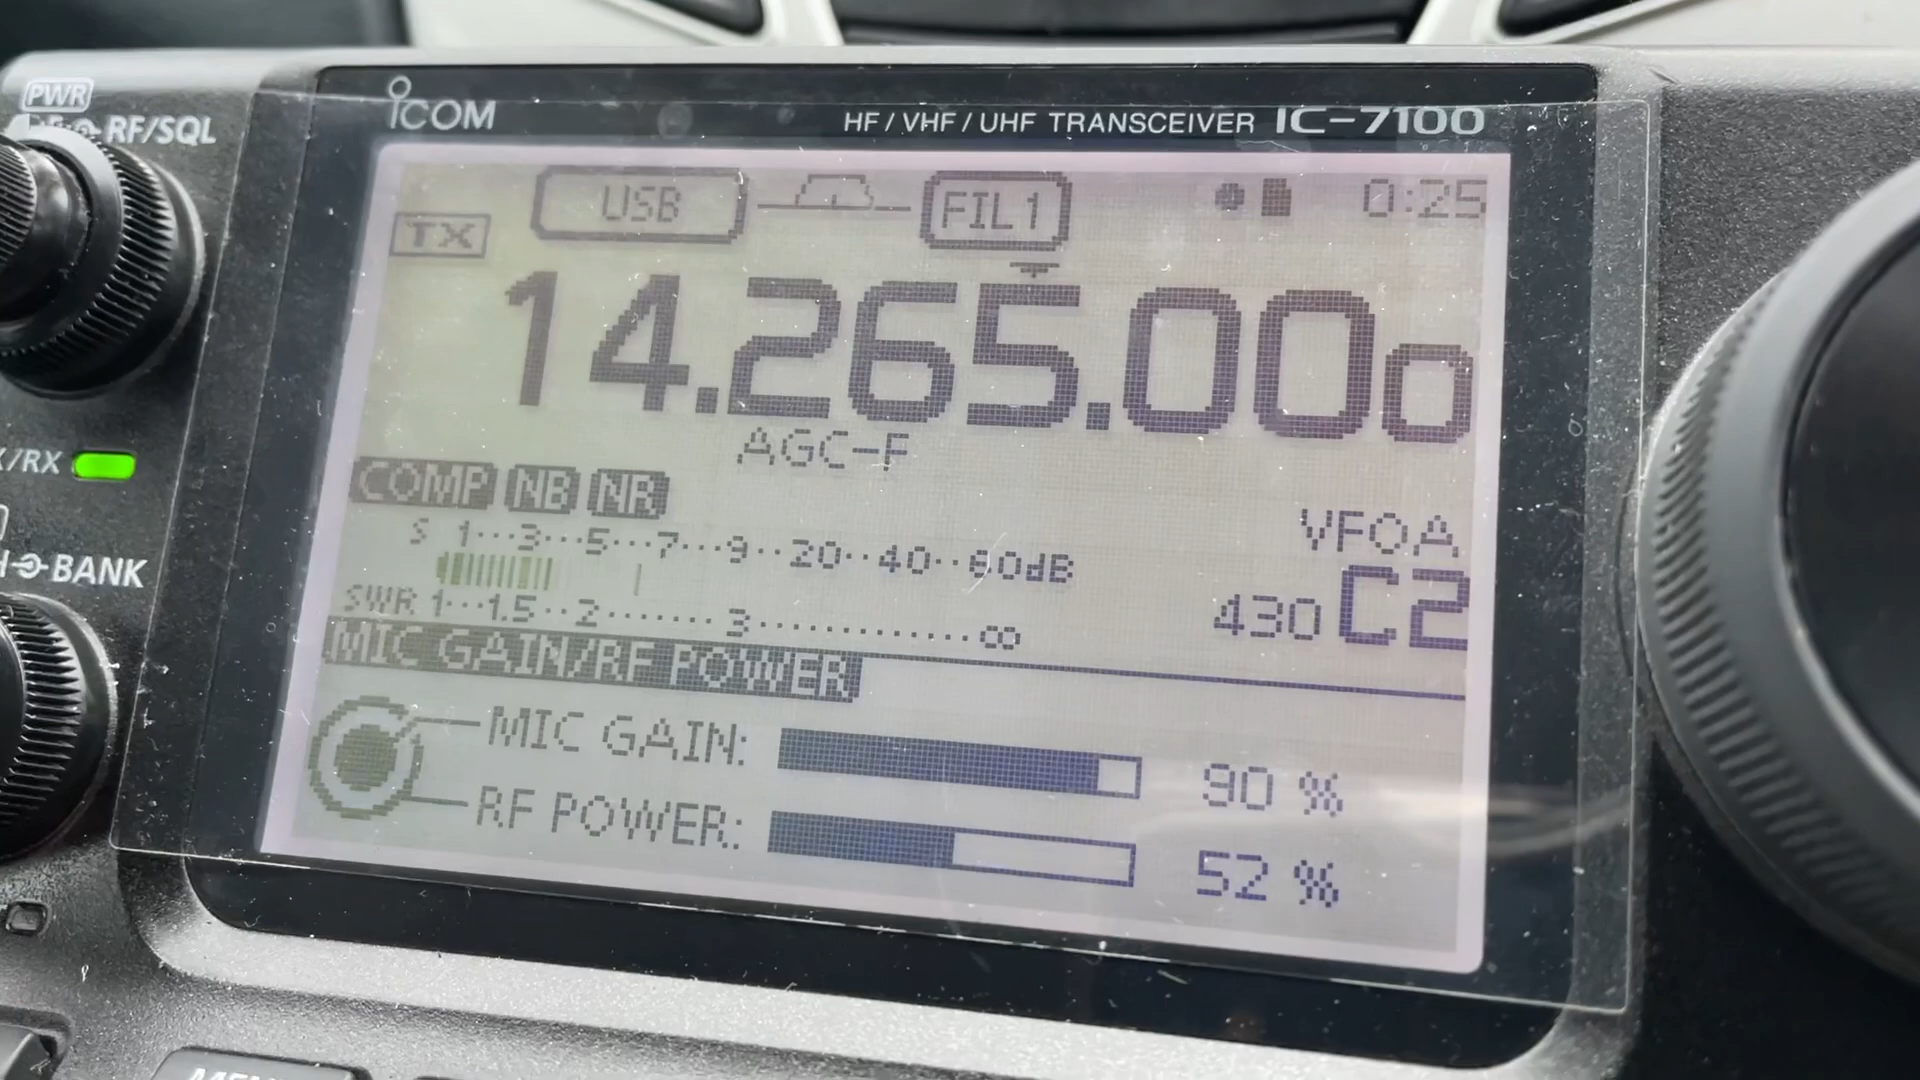 PWR
RF/SQL
ICOM
HF/VHF/UHF TRANSCEIVER IC-7100
USB
FIL1
0:25
TX
14.265.000
AGC-F
/RX
COMP NB NR
S 1···3···5···7···9··20··40··60dB
VFOA
BANK
SWR 1···1.5··2·······3·············∞
430 C2
MIC GAIN/RF POWER
MIC GAIN: 90 %
RF POWER: 52 %